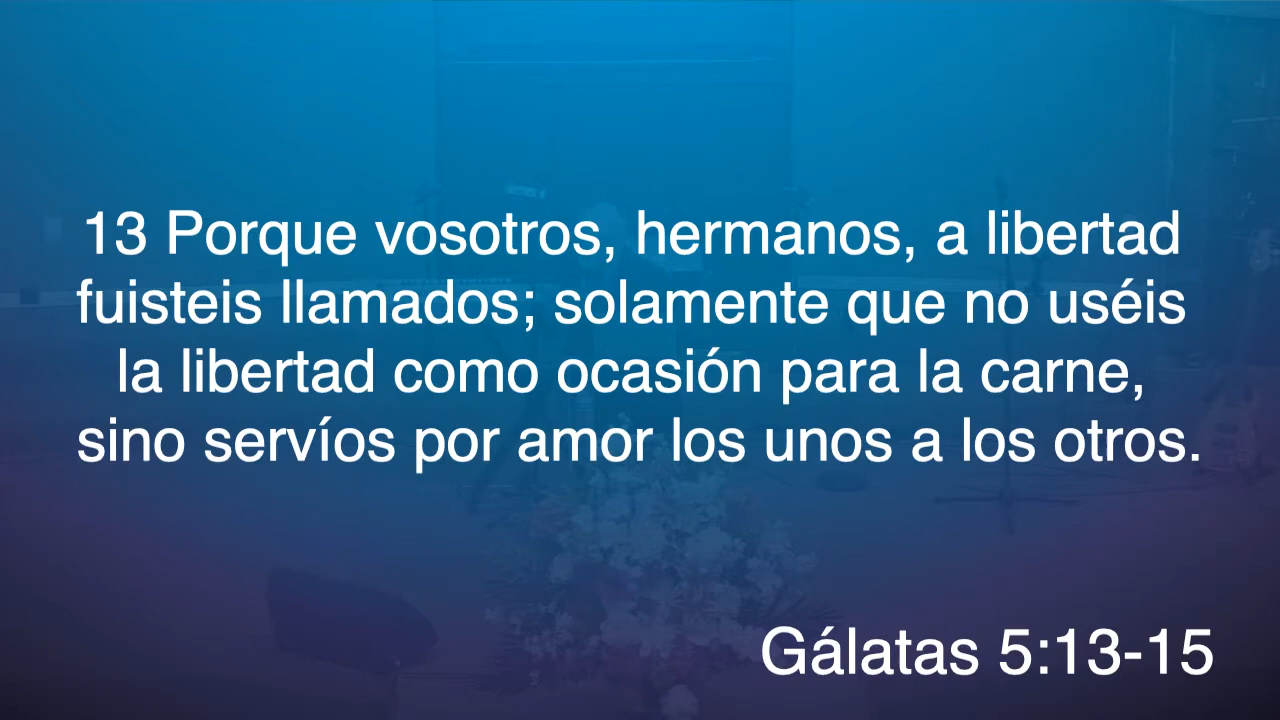 13 Porque vosotros, hermanos, a libertad
fuisteis llamados; solamente que no uséis
la libertad como ocasión para la carne,
sino servíos por amor los unos a los otros.
Gálatas 5:13-15